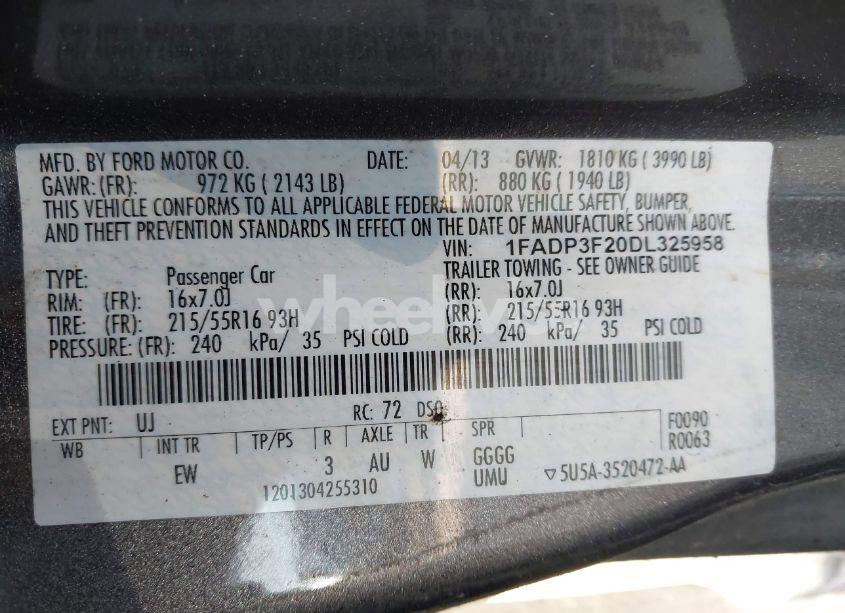 MFD. BY FORD MOTOR CO. DATE: 04/13 GVWR: 1810 KG ( 3990 LB)
GAWR: (FR): 972 KG ( 2143 LB) (RR): 880 KG ( 1940 LB)
THIS VEHICLE CONFORMS TO ALL APPLICABLE FEDERAL MOTOR VEHICLE SAFETY, BUMPER,
AND THEFT PREVENTION STANDARDS IN EFFECT ON THE DATE OF MANUFACTURE SHOWN ABOVE.
VIN: 1FADP3F20DL325958
TYPE: Passenger Car TRAILER TOWING - SEE OWNER GUIDE
RIM: (FR): 16x7.0J (RR): 16x7.0J
TIRE: (FR): 215/55R16 93H (RR): 215/55R16 93H
PRESSURE: (FR): 240 kPa/ 35 PSI COLD (RR): 240 kPa/ 35 PSI COLD
EXT PNT: UJ RC: 72 DSO: F0090
WB INT TR TP/PS R AXLE TR SPR R0063
EW 3 AU W GGGG
1201304255310 UMU ▽ 5U5A-3520472-AA